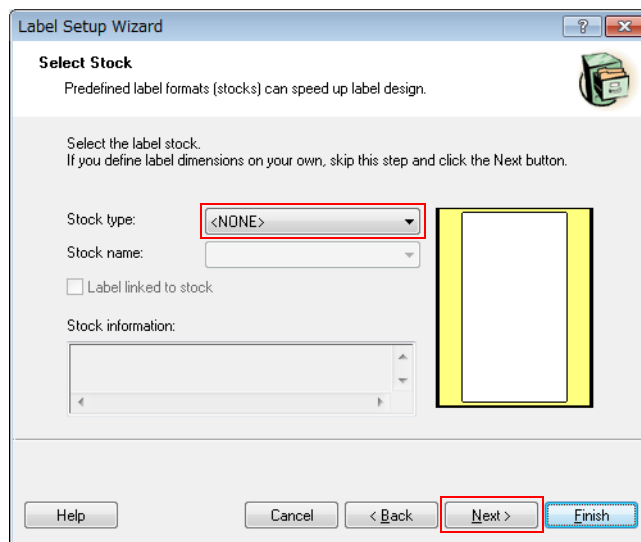 Label Setup Wizard
?
Select Stock
Predefined label formats (stocks) can speed up label design.
Select the label stock.
If you define label dimensions on your own, skip this step and click the Next button.
Stock type:
<NONE>
Stock name:
Label linked to stock
Stock information:
Help
Cancel
< Back
Next >
Finish